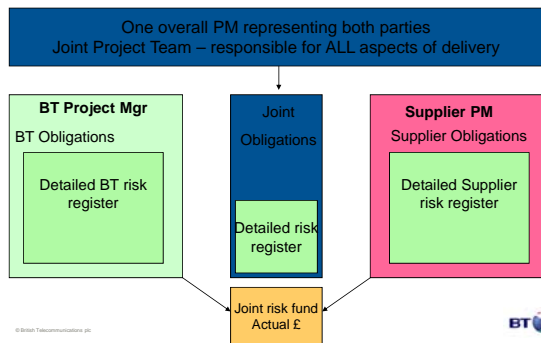 One overall PM representing both parties
Joint Project Team – responsible for ALL aspects of delivery
BT Project Mgr
BT Obligations
Detailed BT risk
register
Joint
Obligations
Detailed risk
register
Supplier PM
Supplier Obligations
Detailed Supplier
risk register
Joint risk fund
Actual £
© British Telecommunications plc
BT